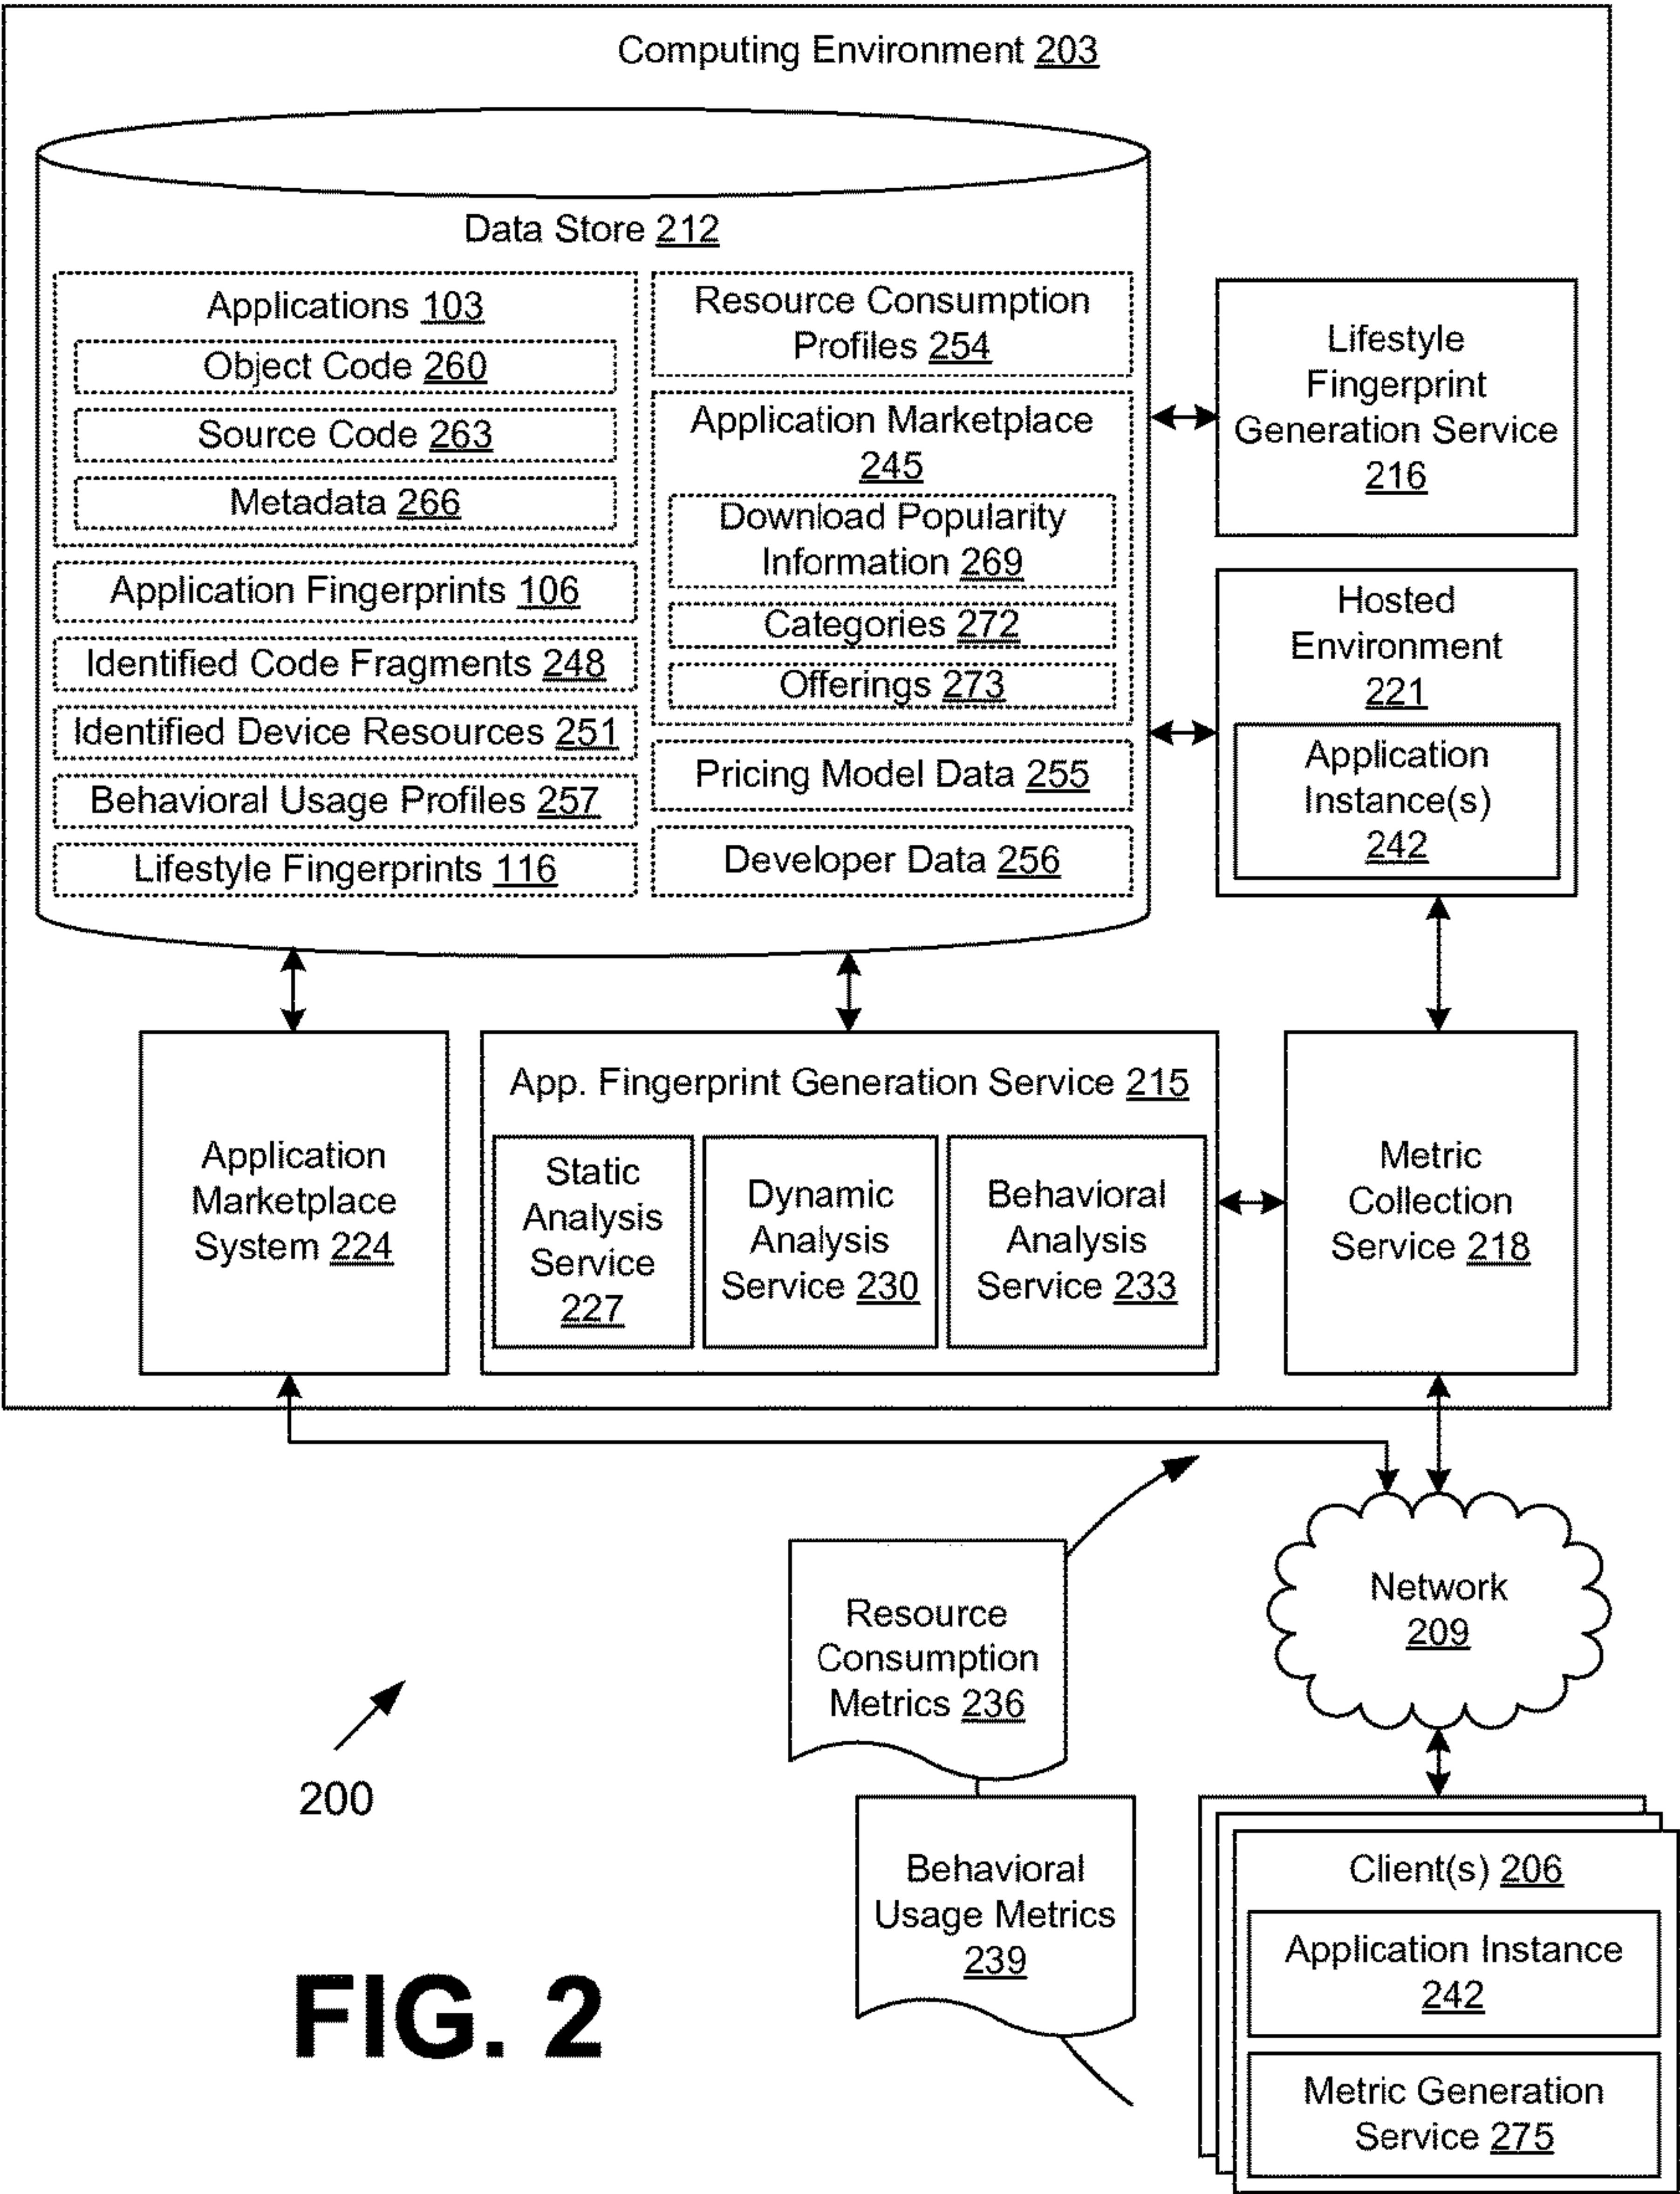 Computing Environment 203
Data Store 212
Applications 103
Object Code 260
Source Code 263
Metadata 266
Application Fingerprints 106
Identified Code Fragments 248
Identified Device Resources 251
Behavioral Usage Profiles 257
Lifestyle Fingerprints 116
Resource Consumption
Profiles 254
Application Marketplace
245
Download Popularity
Information 269
Categories 272
Offerings 273
Pricing Model Data 255
Developer Data 256
Lifestyle
Fingerprint
Generation Service
216
Hosted
Environment
221
Application
Instance(s)
242
Application
Marketplace
System 224
App. Fingerprint Generation Service 215
Static
Analysis
Service
227
Dynamic
Analysis
Service 230
Behavioral
Analysis
Service 233
Metric
Collection
Service 218
Resource
Consumption
Metrics 236
Network
209
200
Behavioral
Usage Metrics
239
Client(s) 206
Application Instance
242
Metric Generation
Service 275
FIG. 2